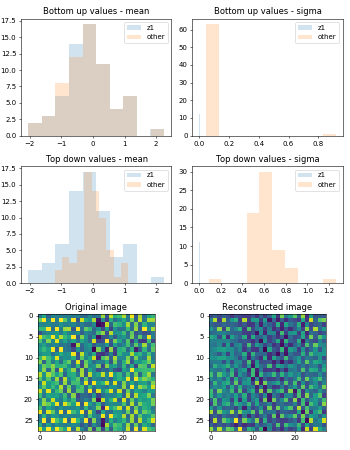 Bottom up values - mean
Bottom up values - sigma
17.5
15.0
12.5
10.0
7.5
5.0
2.5
0.0
−2 −1 0 1 2
z1
other
60
50
40
30
20
10
0
0.0 0.2 0.4 0.6 0.8
z1
other
Top down values - mean
Top down values - sigma
17.5
15.0
12.5
10.0
7.5
5.0
2.5
0.0
−2 −1 0 1 2
z1
other
30
25
20
15
10
5
0
0.0 0.2 0.4 0.6 0.8 1.0 1.2
z1
other
Original image
Reconstructed image
0
5
10
15
20
25
0 10 20
0
5
10
15
20
25
0 10 20